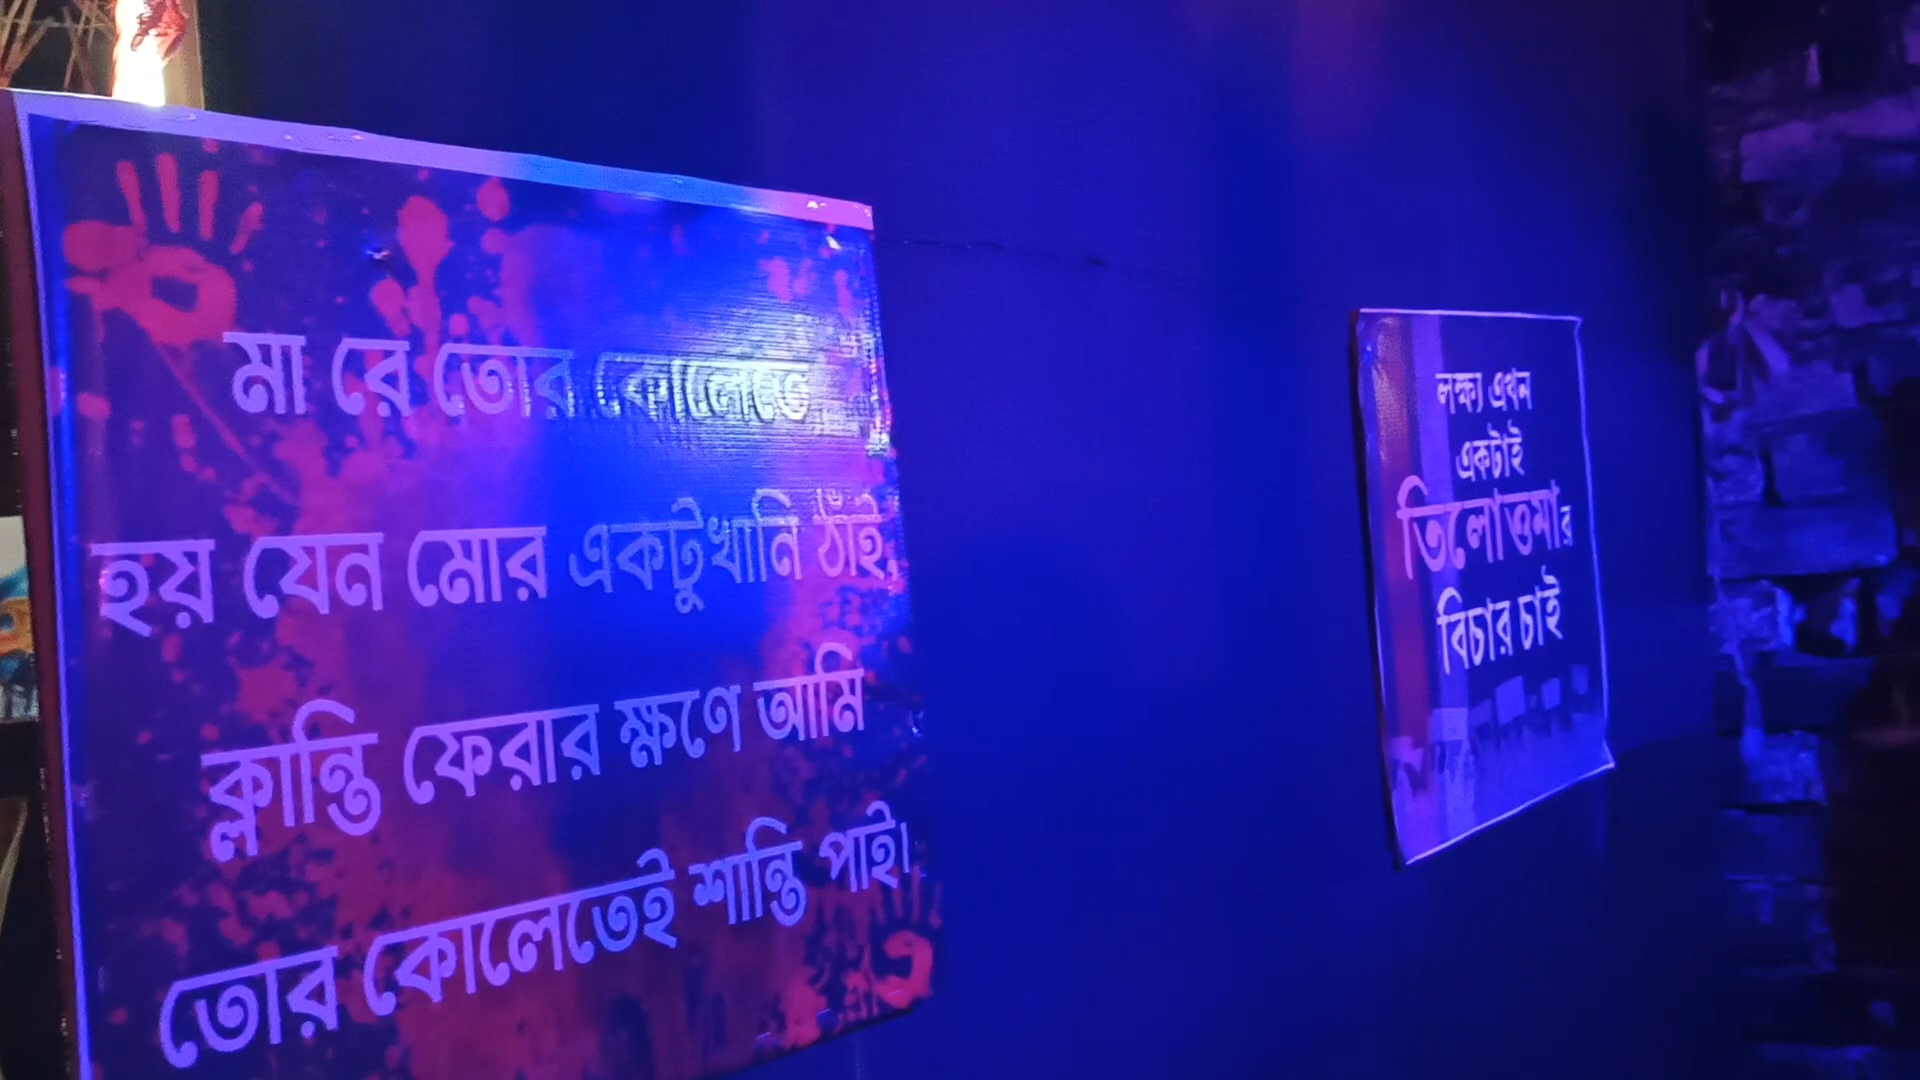 মা রে তোর কোলেতে
হয় যেন মোর একটুখানি ঠাঁই,
ক্লান্তি ফেরার ক্ষণে আমি
তোর কোলেতেই শান্তি পাই।
লক্ষ্য এখন
একটাই
তিলোত্তমার
বিচার চাই